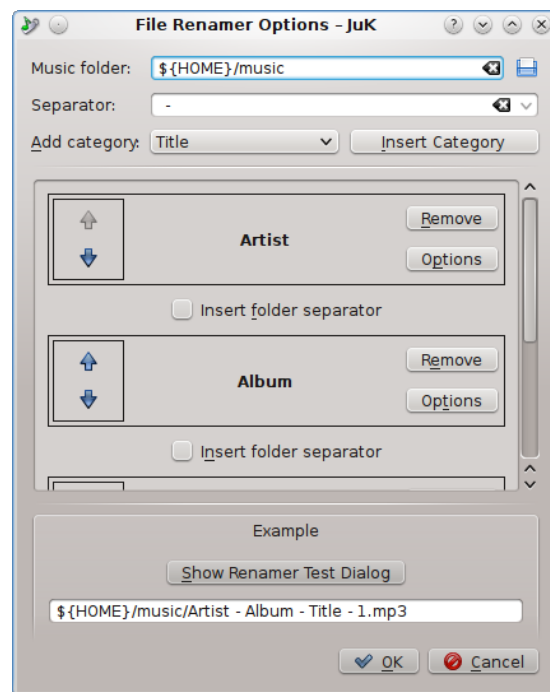 File Renamer Options – JuK
Music folder: ${HOME}/music
Separator: -
Add category: Title Insert Category
Remove
Artist
Options
Insert folder separator
Remove
Album
Options
Insert folder separator
Example
Show Renamer Test Dialog
${HOME}/music/Artist - Album - Title - 1.mp3
OK Cancel